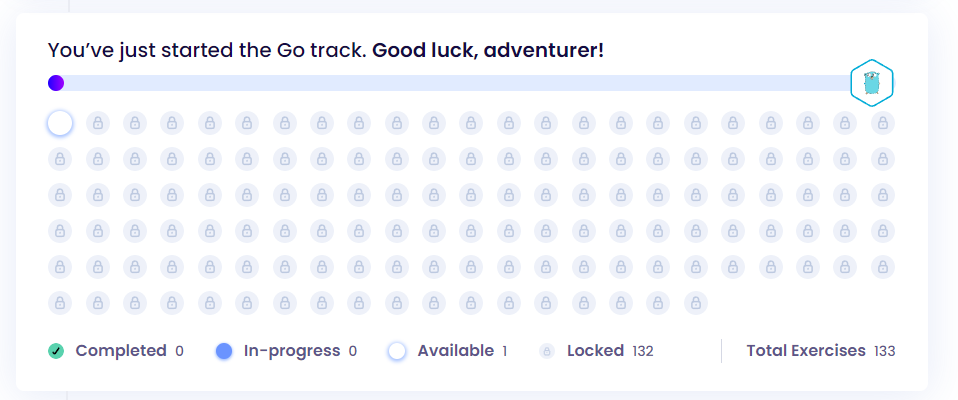 You’ve just started the Go track. Good luck, adventurer!
Completed 0 In-progress 0 Available 1 Locked 132 Total Exercises 133